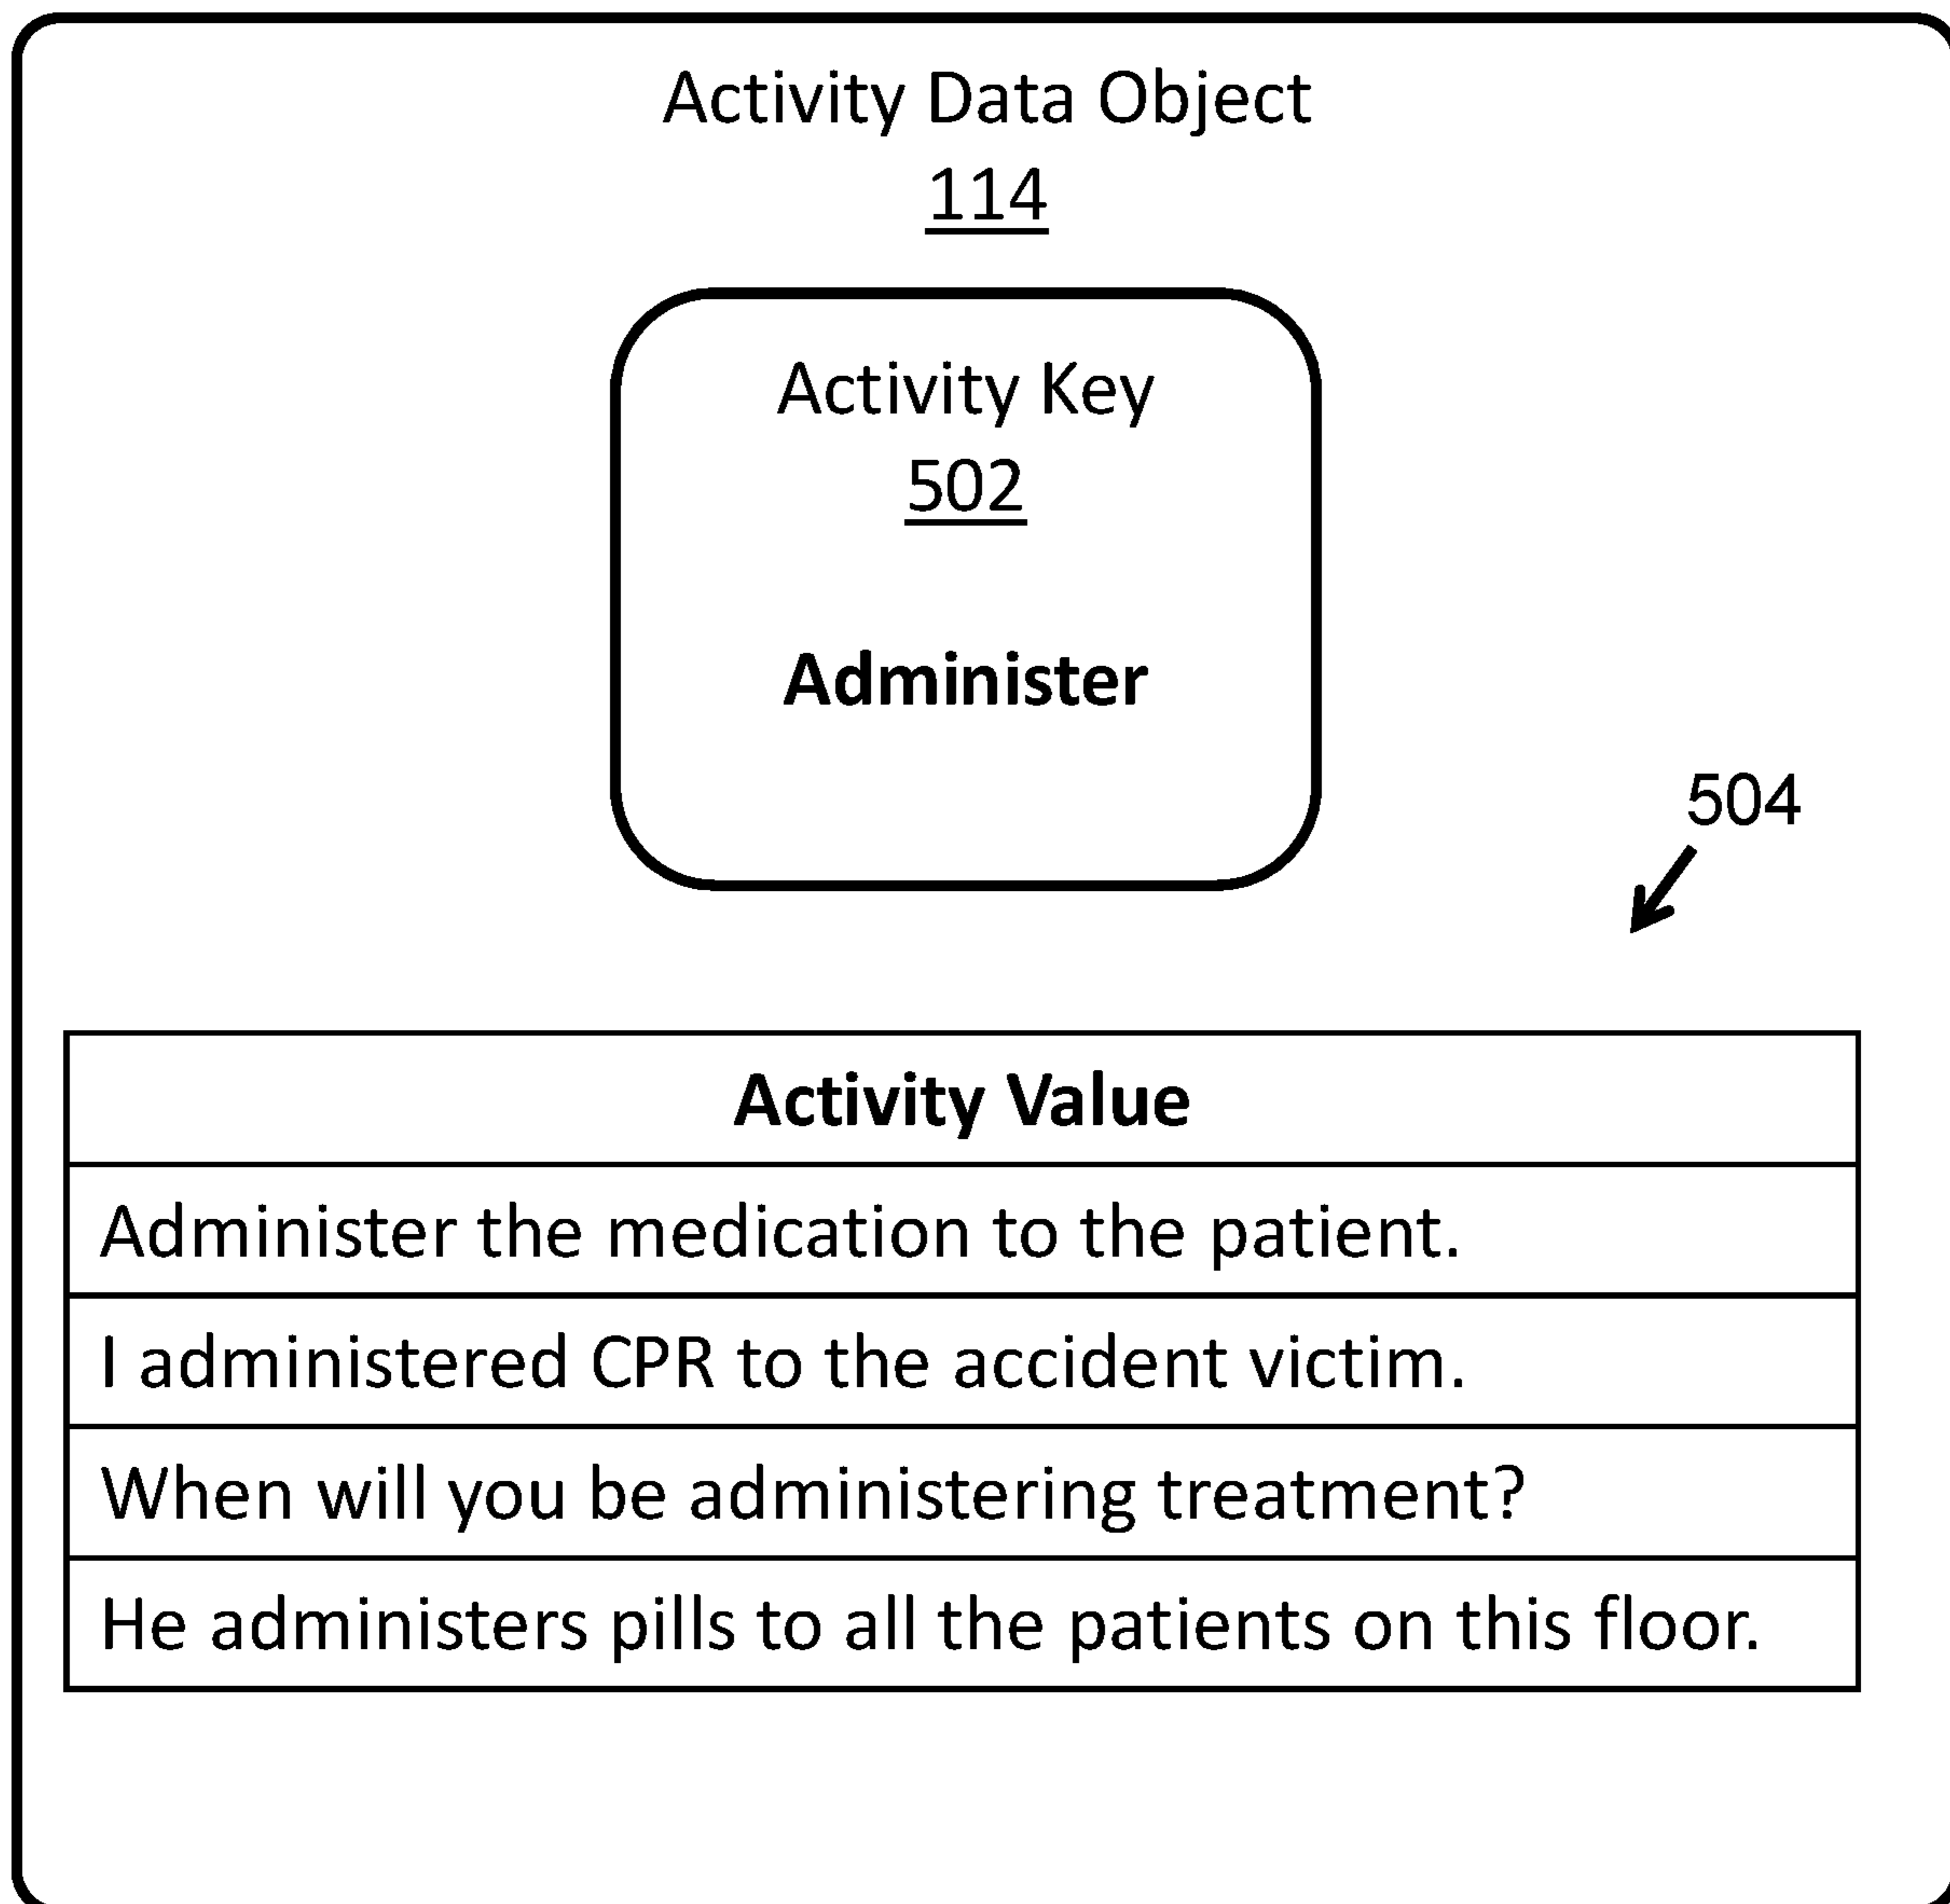 Activity Data Object
114
Activity Key
502
Administer
504
Activity Value
Administer the medication to the patient.
I administered CPR to the accident victim.
When will you be administering treatment?
He administers pills to all the patients on this floor.